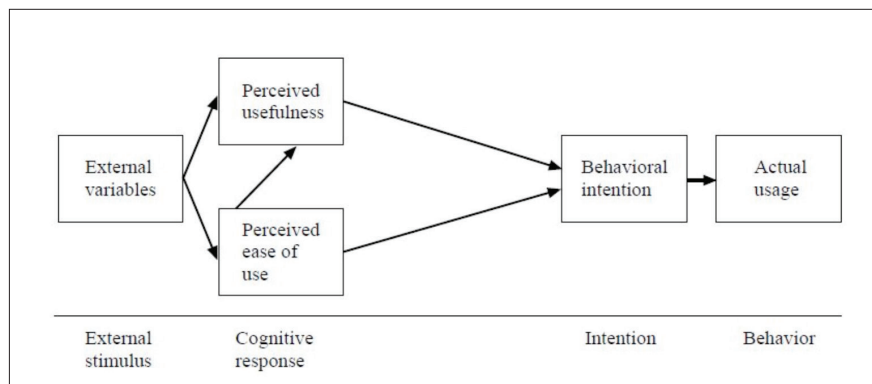 Perceived
usefulness
External
variables
Behavioral
intention
Actual
usage
Perceived
ease of
use
External
stimulus
Cognitive
response
Intention
Behavior